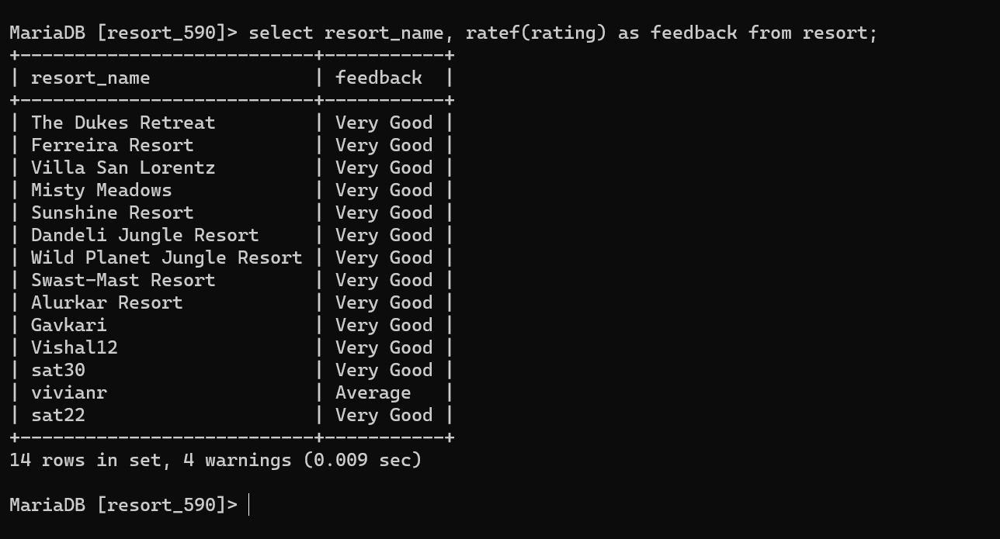 MariaDB [resort_590]> select resort_name, ratef(rating) as feedback from resort;
+---------------------------+-----------+
| resort_name               | feedback  |
+---------------------------+-----------+
| The Dukes Retreat         | Very Good |
| Ferreira Resort           | Very Good |
| Villa San Lorentz         | Very Good |
| Misty Meadows             | Very Good |
| Sunshine Resort           | Very Good |
| Dandeli Jungle Resort     | Very Good |
| Wild Planet Jungle Resort | Very Good |
| Swast-Mast Resort         | Very Good |
| Alurkar Resort            | Very Good |
| Gavkari                   | Very Good |
| Vishal12                  | Very Good |
| sat30                     | Very Good |
| vivianr                   | Average   |
| sat22                     | Very Good |
+---------------------------+-----------+
14 rows in set, 4 warnings (0.009 sec)
MariaDB [resort_590]>